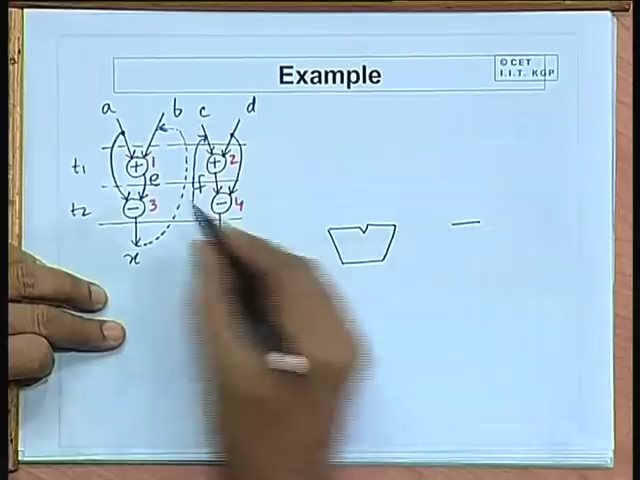 Example
© CET
I.I.T. KGP
a b c d
t₁ + 1 + 2
e f
t₂ - 3 - 4
x